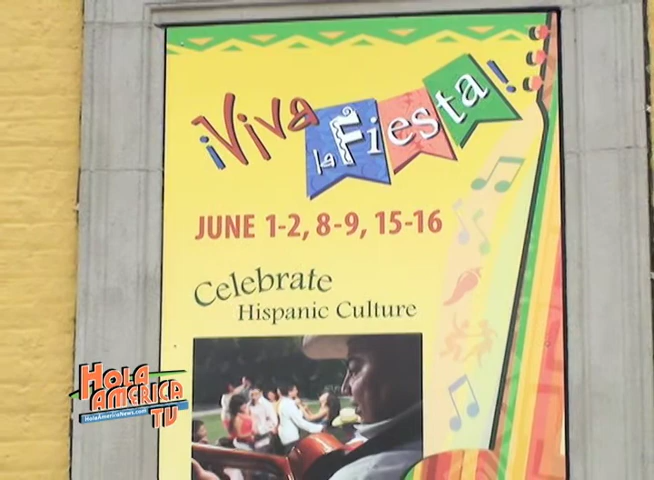 ¡Viva
la Fiesta!
JUNE 1-2, 8-9, 15-16
Celebrate
Hispanic Culture
HOLA
AMERICA
HolaAmericaNews.com
TV